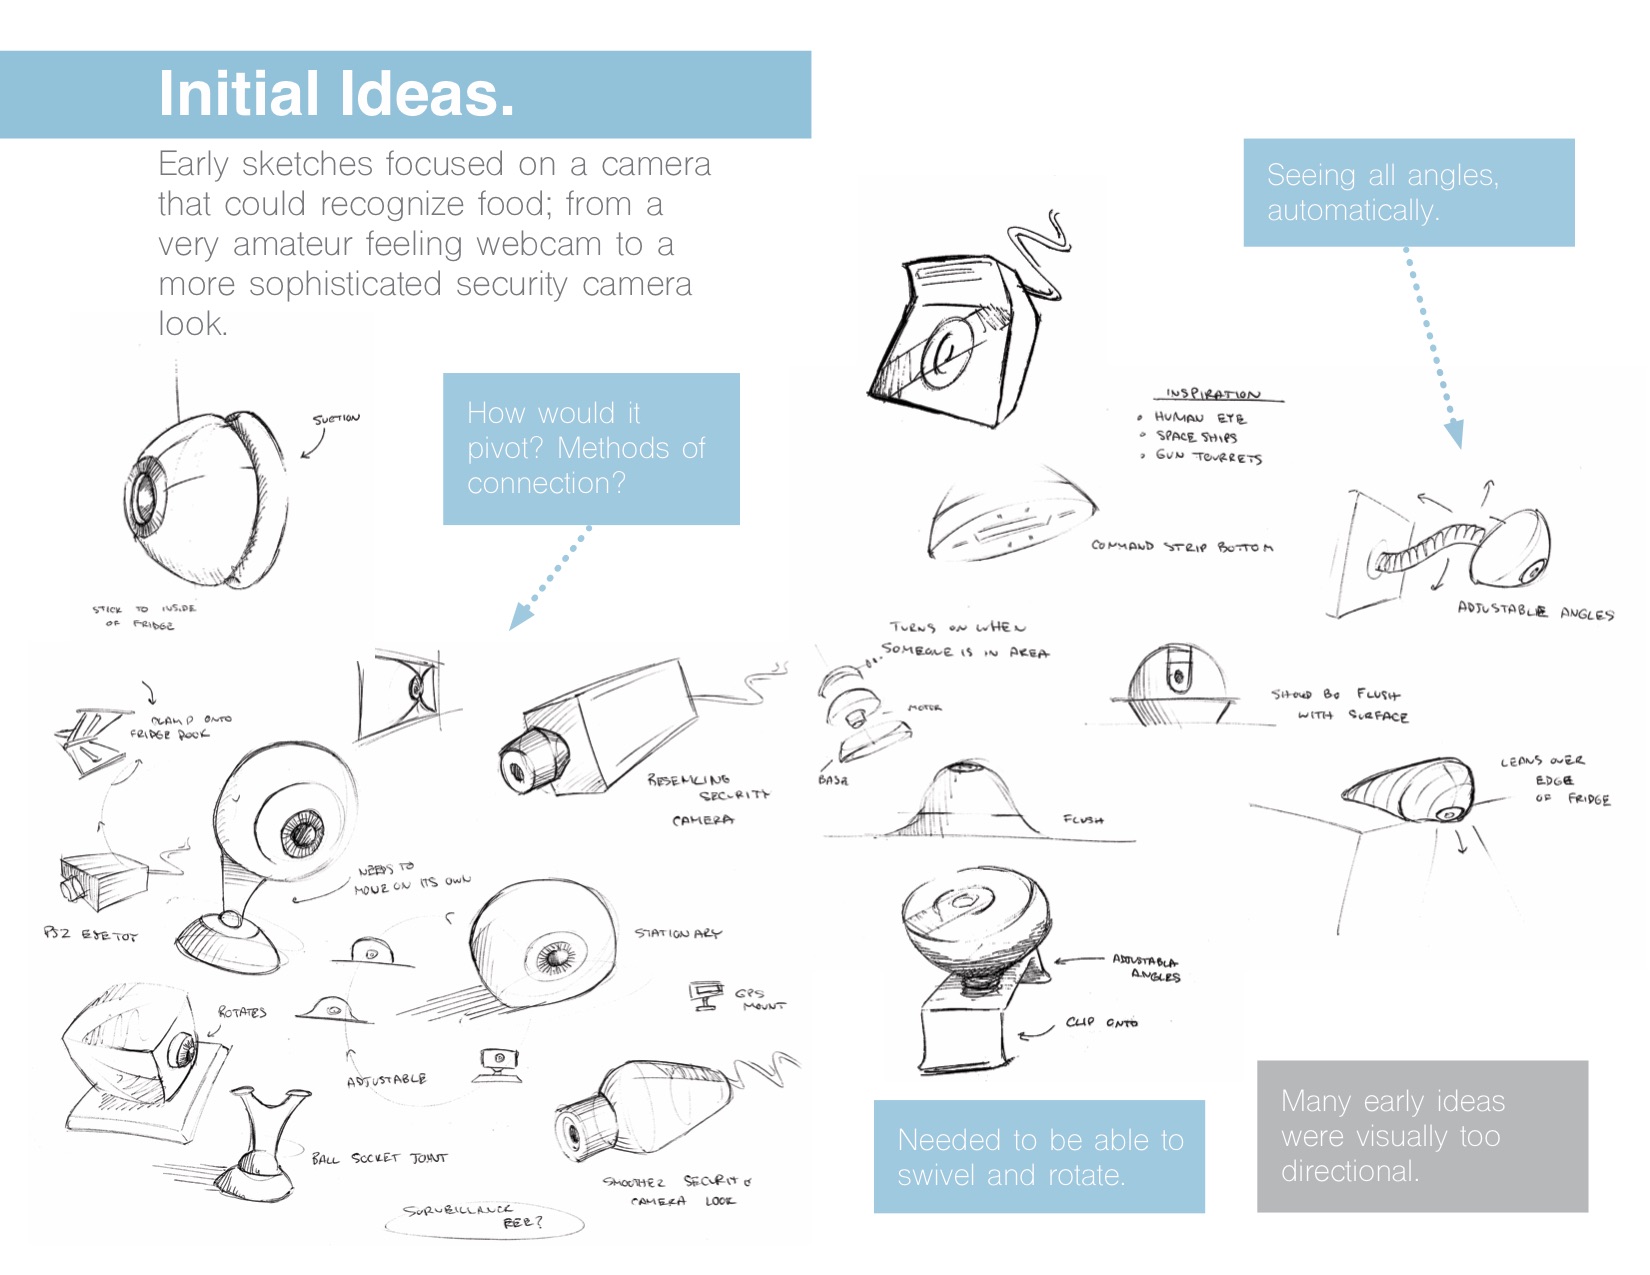 Initial Ideas.
Early sketches focused on a camera
that could recognize food; from a
very amateur feeling webcam to a
more sophisticated security camera
look.
SUCTION
STICK TO INSIDE
OF FRIDGE
How would it
pivot? Methods of
connection?
CLAMP ONTO
FRIDGE DOOR
PS2 EYETOY
NEEDS TO
MOVE ON ITS OWN
RESEMLING
SECURITY
CAMERA
STATIONARY
GPS
MOUNT
ROTATES
ADJUSTABLE
BALL SOCKET JOINT
SMOOTHER SECURITY
CAMERA LOOK
SURVEILLANCE
FEEL?
Seeing all angles,
automatically.
INSPIRATION
• HUMAN EYE
• SPACE SHIPS
• GUN TOURRETS
COMMAND STRIP BOTTOM
ADJUSTABLE ANGLES
TURNS ON WHEN
SOMEONE IS IN AREA
MOTOR
BASE
SHOULD BE FLUSH
WITH SURFACE
FLUSH
LEANS OVER
EDGE
OF FRIDGE
ADJUSTABLE
ANGLES
CLIP ONTO
Needed to be able to
swivel and rotate.
Many early ideas
were visually too
directional.